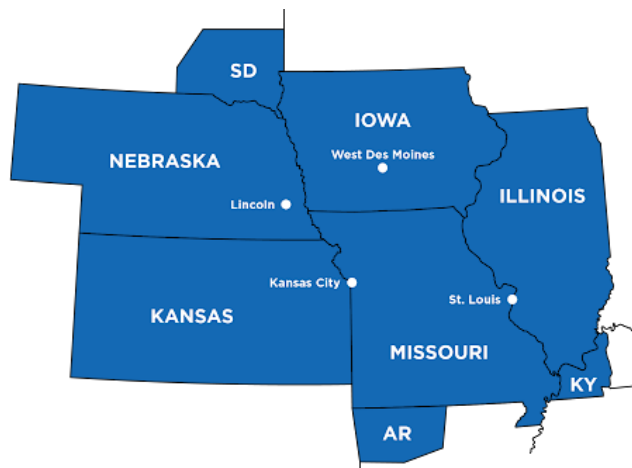 SD
IOWA
West Des Moines
NEBRASKA
ILLINOIS
Lincoln
Kansas City
St. Louis
KANSAS
MISSOURI
KY
AR